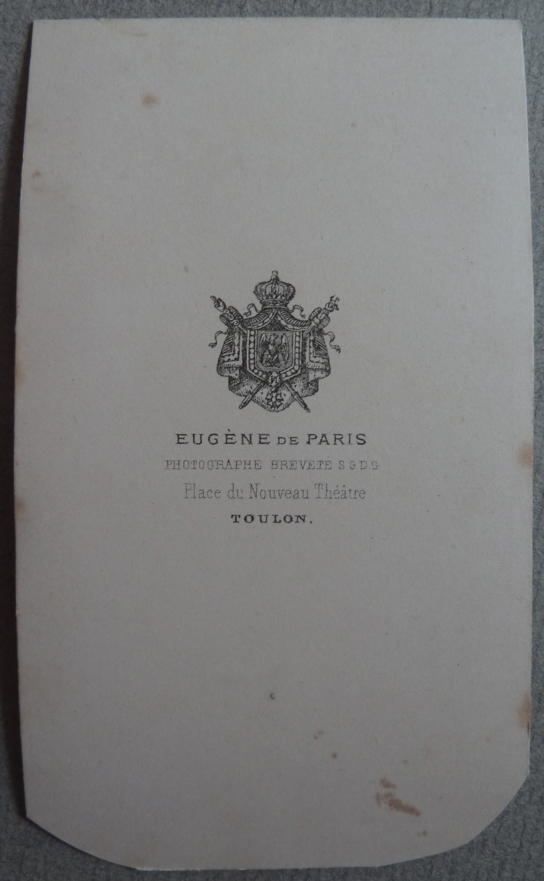 EUGÈNE DE PARIS
PHOTOGRAPHE BREVETÉ S.G.D.G
Place du Nouveau Théâtre
TOULON.